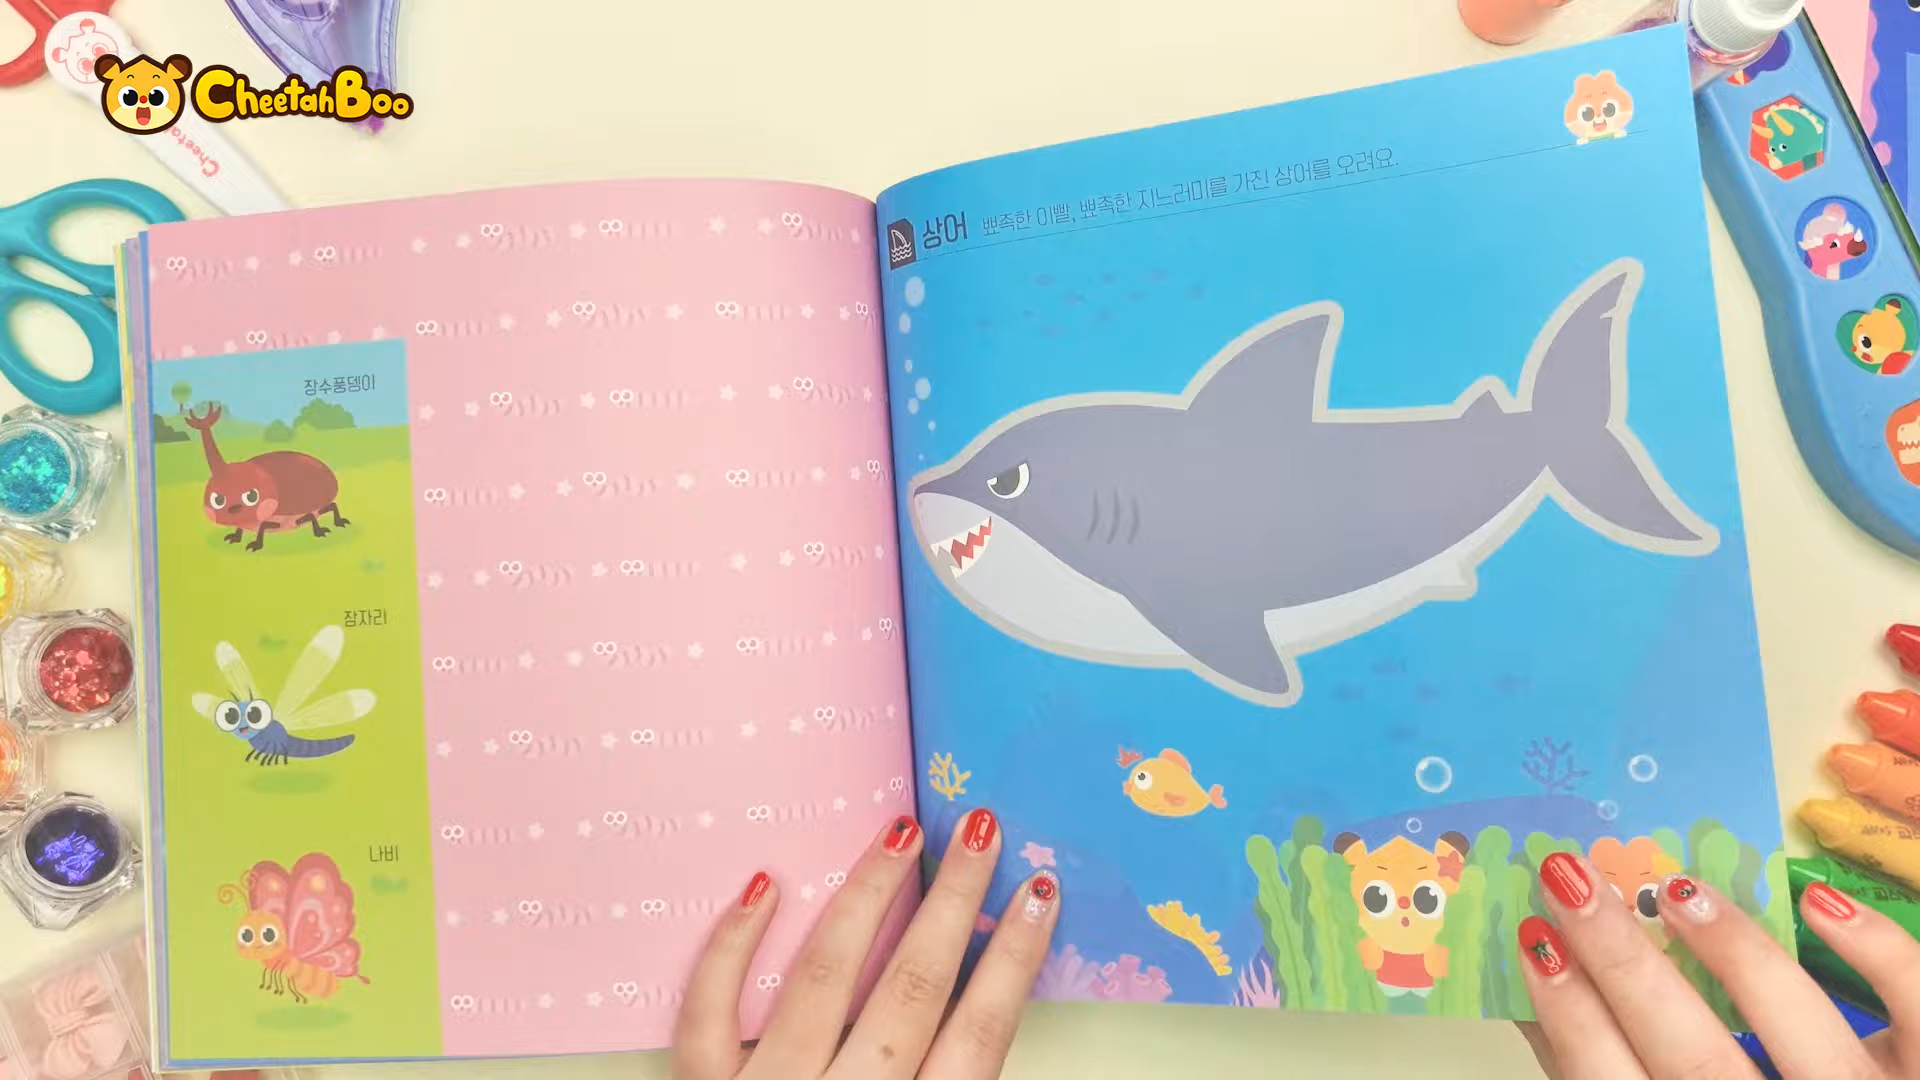 CheetahBoo
Cheeta
상어 뾰족한 이빨, 뾰족한 지느러미를 가진 상어를 오려요.
장수풍뎅이
잠자리
나비